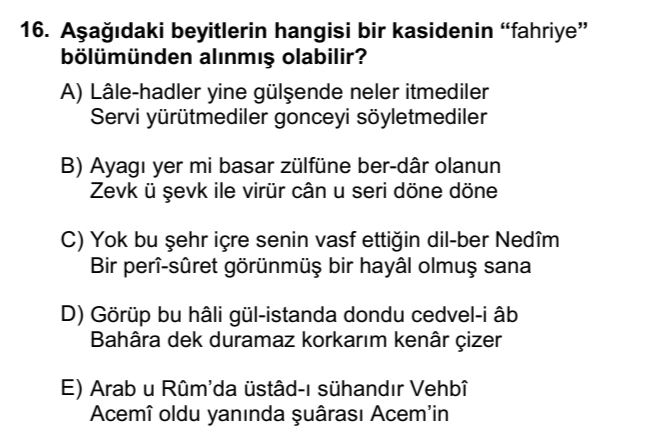 16. Aşağıdaki beyitlerin hangisi bir kasidenin “fahriye”
bölümünden alınmış olabilir?
A) Lâle-hadler yine gülşende neler itmediler
Servi yürütmediler gonceyi söyletmediler
B) Ayagı yer mi basar zülfüne ber-dâr olanun
Zevk ü şevk ile virür cân u seri döne döne
C) Yok bu şehr içre senin vasf ettiğin dil-ber Nedîm
Bir perî-sûret görünmüş bir hayâl olmuş sana
D) Görüp bu hâli gül-istanda dondu cedvel-i âb
Bahâra dek duramaz korkarım kenâr çizer
E) Arab u Rûm’da üstâd-ı sühandır Vehbî
Acemî oldu yanında şuârası Acem’in